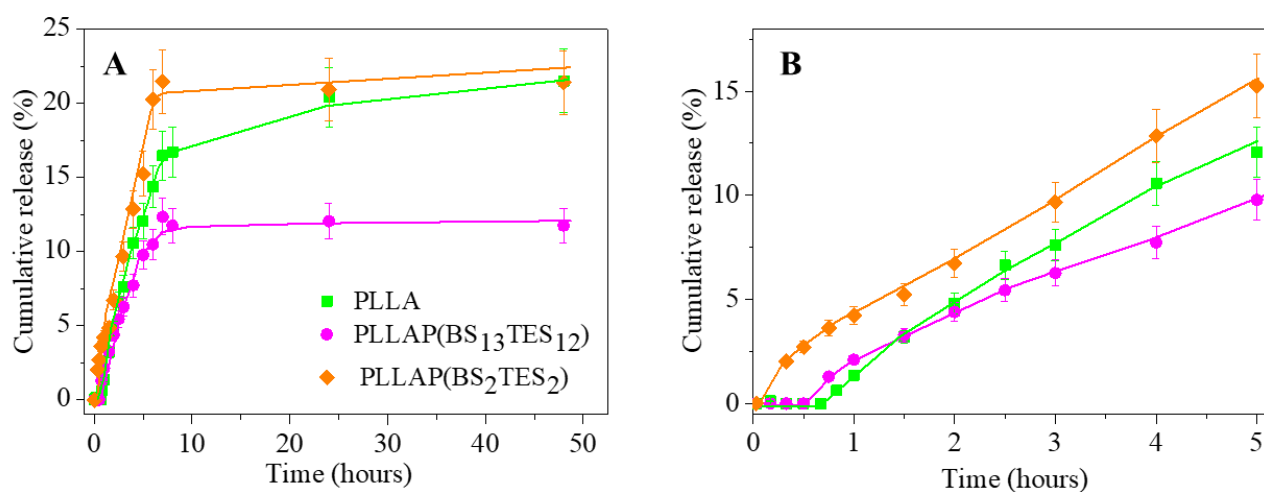 A
Cumulative release (%)
25
20
15
10
5
0
PLLA
PLLAP(BS13TES12)
PLLAP(BS2TES2)
0 10 20 30 40 50
Time (hours)
B
Cumulative release (%)
15
10
5
0
0 1 2 3 4 5
Time (hours)